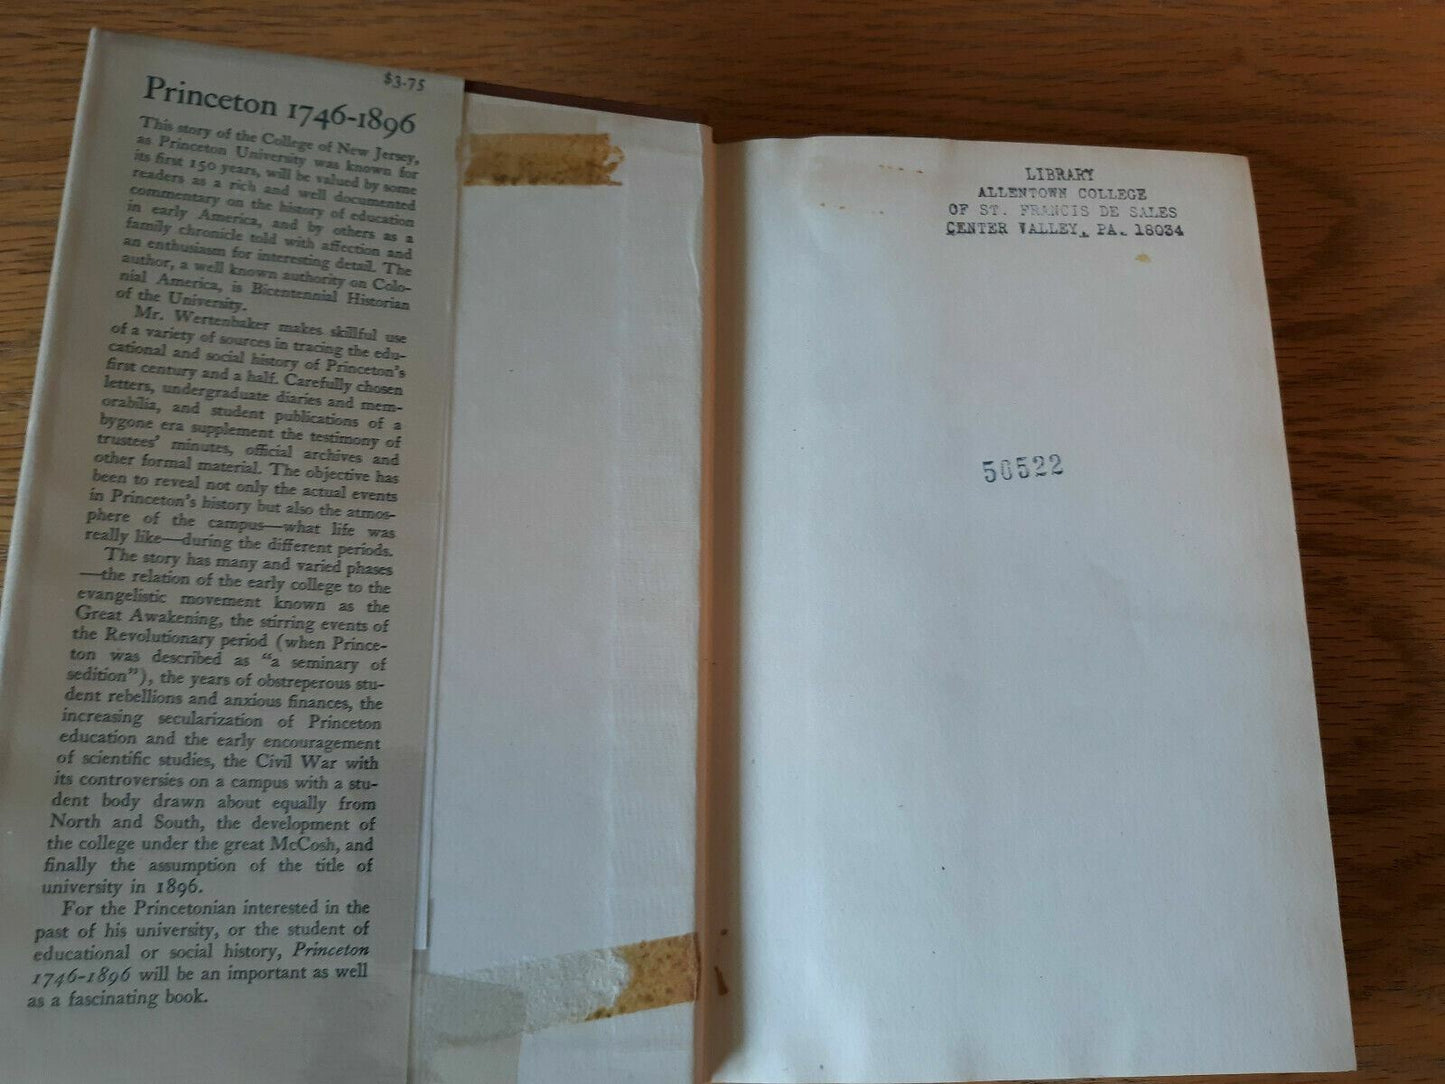 $3.75
Princeton 1746-1896
This story of the College of New Jersey,
as Princeton University was known for
its first 150 years, will be valued by some
readers as a rich and well documented
commentary on the history of education
in early America, and by others as a
family chronicle told with affection and
an enthusiasm for interesting detail. The
author, a well known authority on Colo-
nial America, is Bicentennial Historian
of the University.
Mr. Wertenbaker makes skillful use
of a variety of sources in tracing the edu-
cational and social history of Princeton's
first century and a half. Carefully chosen
letters, undergraduate diaries and mem-
orabilia, and student publications of a
bygone era supplement the testimony of
trustees' minutes, official archives and
other formal material. The objective has
been to reveal not only the actual events
in Princeton's history but also the atmos-
phere of the campus—what life was
really like—during the different periods.
The story has many and varied phases
—the relation of the early college to the
evangelistic movement known as the
Great Awakening, the stirring events of
the Revolutionary period (when Prince-
ton was described as "a seminary of
sedition"), the years of obstreperous stu-
dent rebellions and anxious finances, the
increasing secularization of Princeton
education and the early encouragement
of scientific studies, the Civil War with
its controversies on a campus with a stu-
dent body drawn about equally from
North and South, the development of
the college under the great McCosh, and
finally the assumption of the title of
university in 1896.
For the Princetonian interested in the
past of his university, or the student of
educational or social history, Princeton
1746-1896 will be an important as well
as a fascinating book.
LIBRARY
ALLENTOWN COLLEGE
OF ST. FRANCIS DE SALES
CENTER VALLEY, PA. 18034
50522